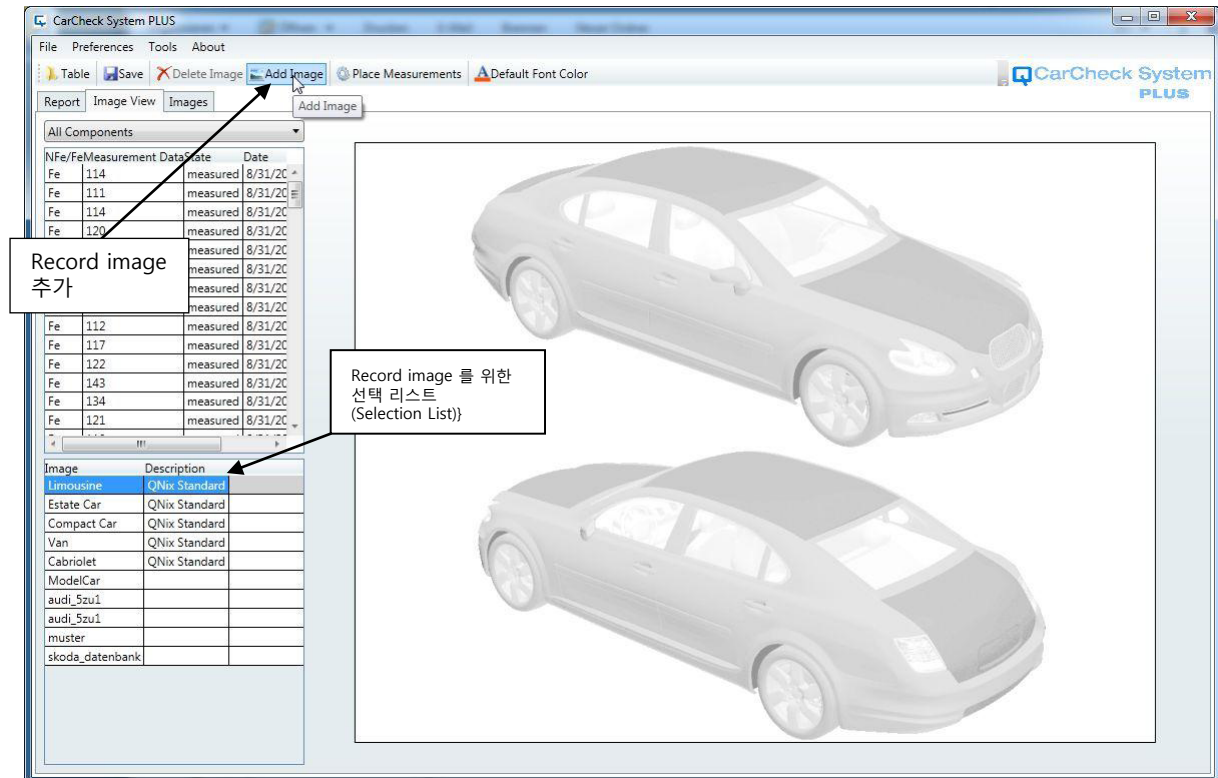 CarCheck System PLUS
File Preferences Tools About
Table Save Delete Image Add Image Place Measurements Default Font Color
CarCheck System
PLUS
Report Image View Images
Add Image
All Components
NFe/Fe Measurement Data State Date
Fe 114 measured 8/31/20
Fe 111 measured 8/31/20
Fe 114 measured 8/31/20
Fe 120 measured 8/31/20
measured 8/31/20
measured 8/31/20
measured 8/31/20
measured 8/31/20
Fe 112 measured 8/31/20
Fe 117 measured 8/31/20
Fe 122 measured 8/31/20
Fe 143 measured 8/31/20
Fe 134 measured 8/31/20
Fe 121 measured 8/31/20
Record image
추가
Record image 를 위한
선택 리스트
(Selection List)}
Image Description
Limousine QNix Standard
Estate Car QNix Standard
Compact Car QNix Standard
Van QNix Standard
Cabriolet QNix Standard
ModelCar
audi_5zu1
audi_5zu1
muster
skoda_datenbank